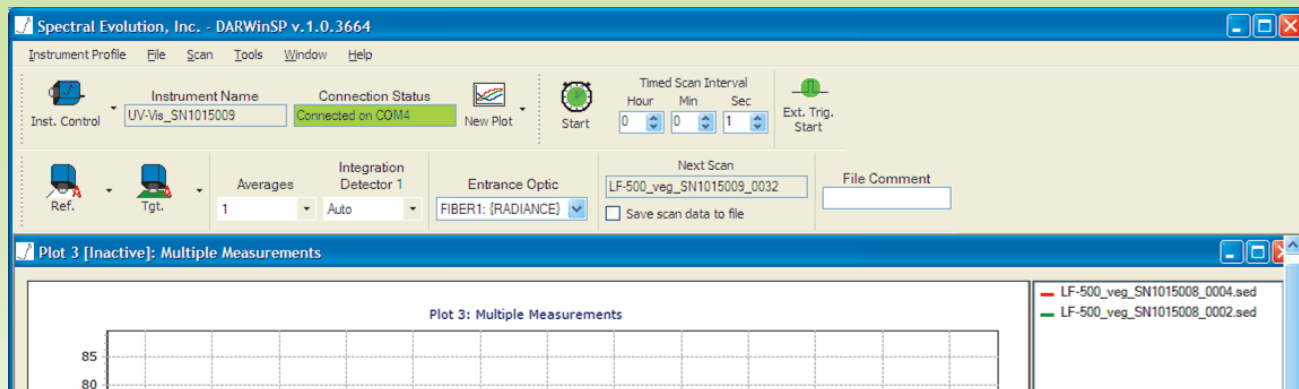 Spectral Evolution, Inc. - DARWinSP v.1.0.3664
Instrument Profile File Scan Tools Window Help
Inst. Control
Instrument Name
UV-Vis_SN1015009
Connection Status
Connected on COM4
New Plot
Start
Timed Scan Interval
Hour Min Sec
0 0 1
Ext. Trig.
Start
Ref.
Tgt.
Averages
1
Integration
Detector 1
Auto
Entrance Optic
FIBER1: {RADIANCE}
Next Scan
LF-500_veg_SN1015009_0032
Save scan data to file
File Comment
Plot 3 [Inactive]: Multiple Measurements
Plot 3: Multiple Measurements
85
80
LF-500_veg_SN1015008_0004.sed
LF-500_veg_SN1015008_0002.sed